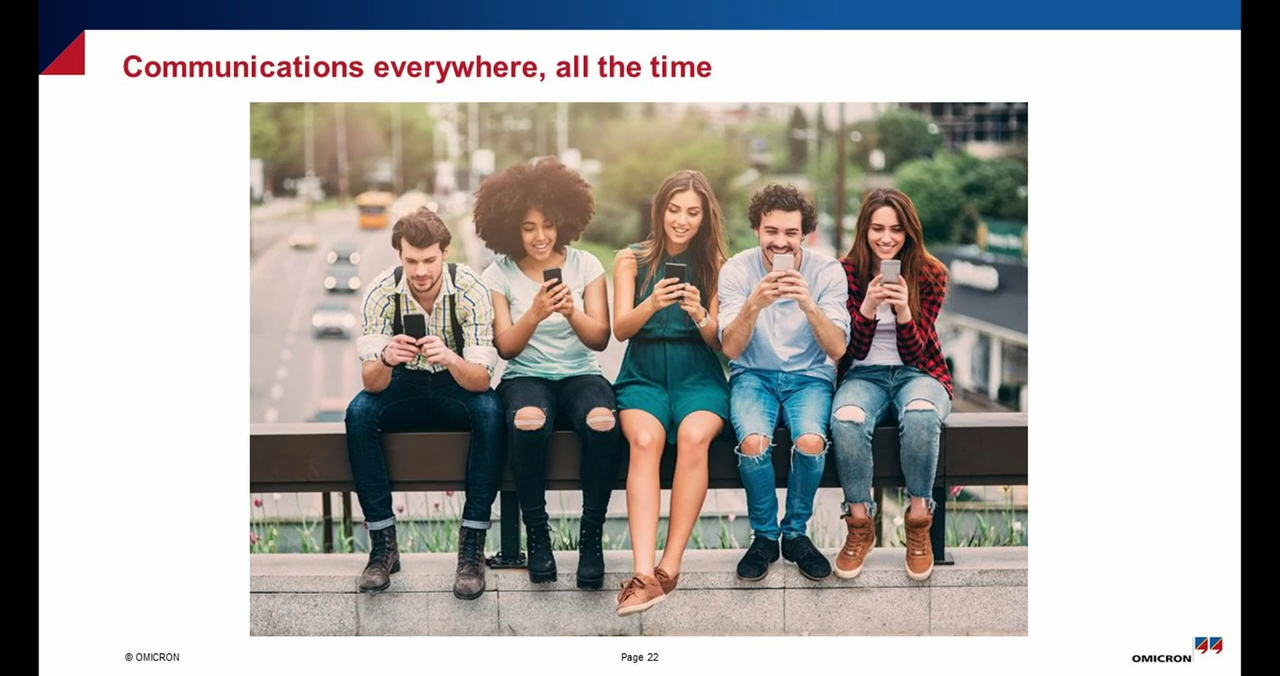 Communications everywhere, all the time
© OMICRON
Page 22
OMICRON